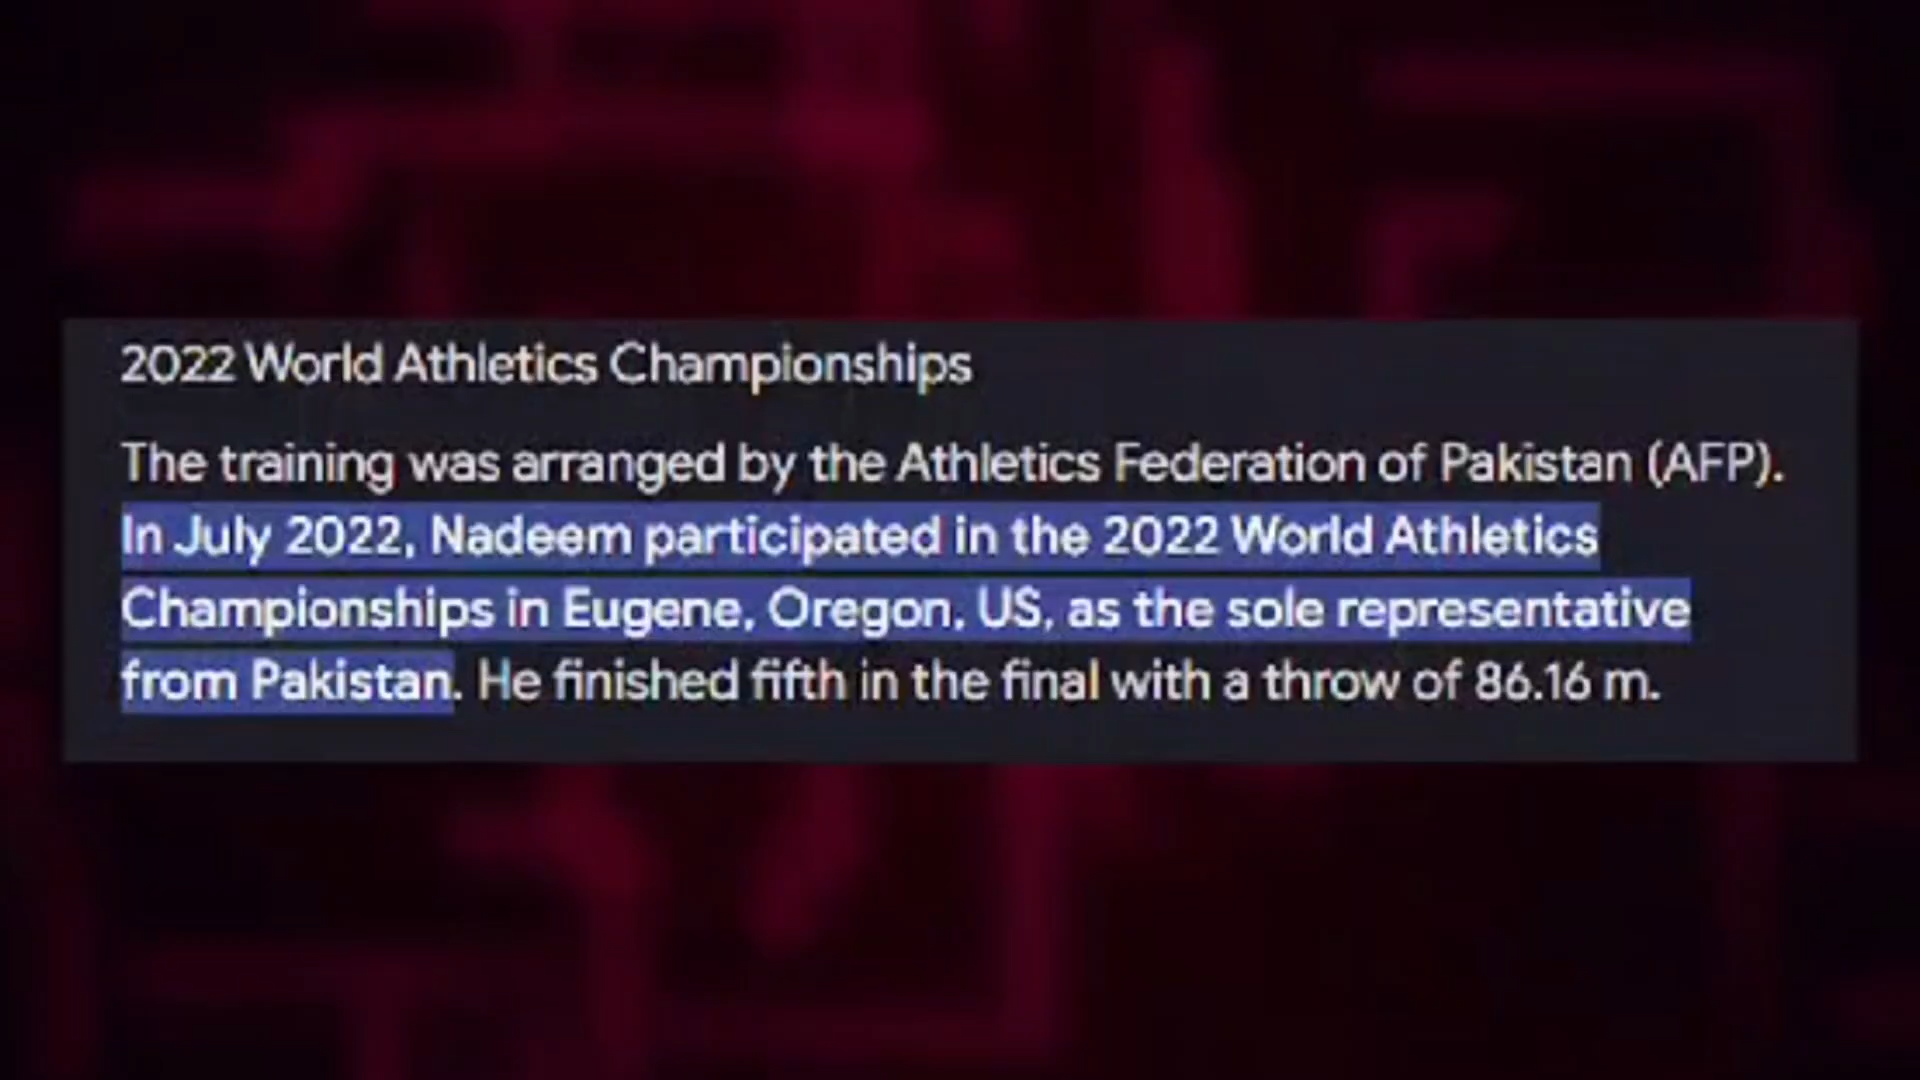 2022 World Athletics Championships
The training was arranged by the Athletics Federation of Pakistan (AFP).
In July 2022, Nadeem participated in the 2022 World Athletics
Championships in Eugene, Oregon, US, as the sole representative
from Pakistan. He finished fifth in the final with a throw of 86.16 m.